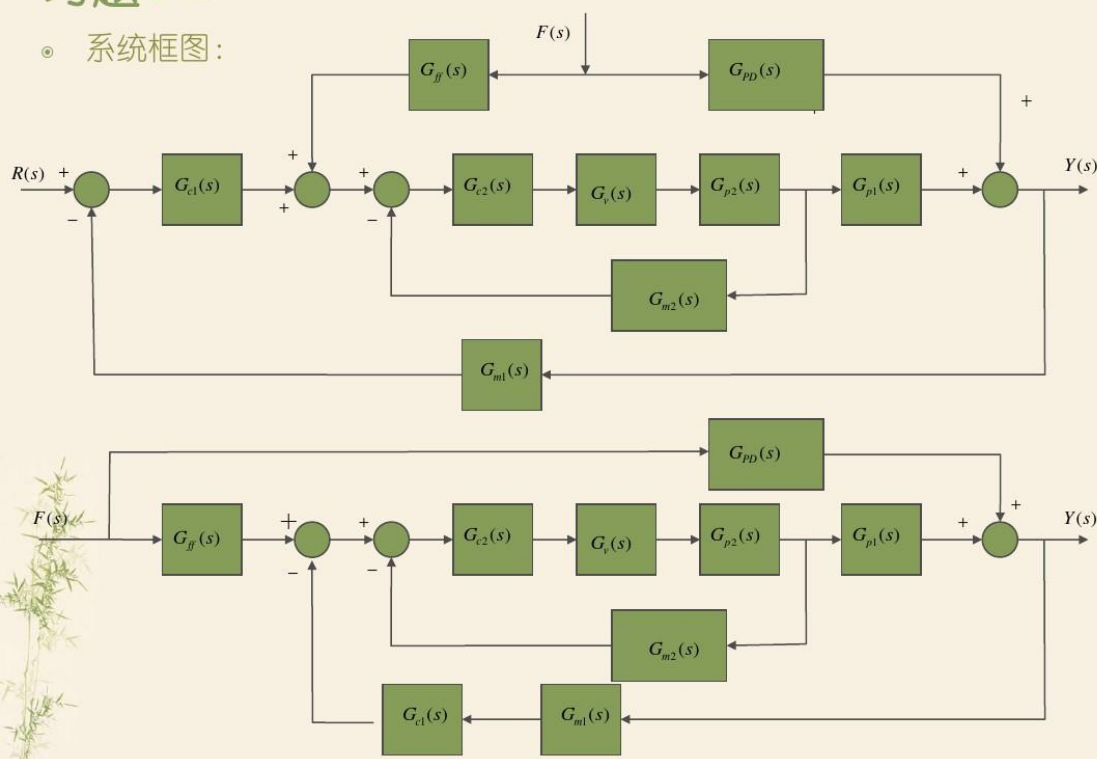 系统框图:
F(s)
G_ff(s)
G_PD(s)
+
R(s)
+
−
G_c1(s)
+
+
+
−
G_c2(s)
G_v(s)
G_p2(s)
G_p1(s)
+
Y(s)
G_m2(s)
G_m1(s)
G_PD(s)
F(s)
G_ff(s)
+
−
+
−
G_c2(s)
G_v(s)
G_p2(s)
G_p1(s)
+
+
Y(s)
G_m2(s)
G_c1(s)
G_m1(s)